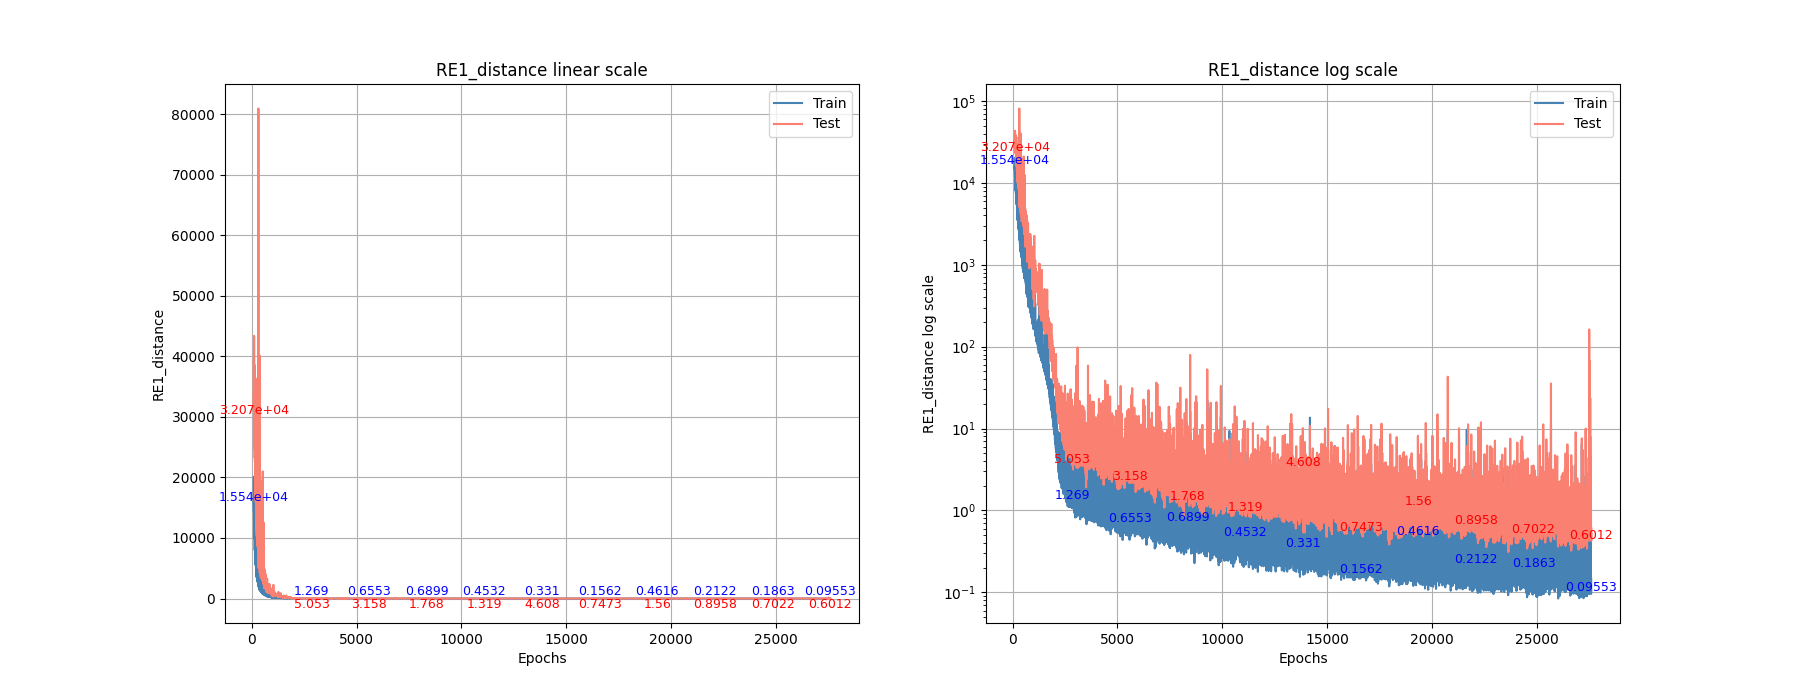 RE1_distance linear scale
RE1_distance
80000
70000
60000
50000
40000
30000
20000
10000
0
Train
Test
3.207e+04
1.554e+04
1.269 0.6553 0.6899 0.4532 0.331 0.1562 0.4616 0.2122 0.1863 0.09553
5.053 3.158 1.768 1.319 4.608 0.7473 1.56 0.8958 0.7022 0.6012
0 5000 10000 15000 20000 25000
Epochs
RE1_distance log scale
RE1_distance log scale
10^5
10^4
10^3
10^2
10^1
10^0
10^−1
Train
Test
3.207e+04
1.554e+04
5.053 3.158 1.768 1.319 4.608 0.7473 1.56 0.8958 0.7022 0.6012
1.269 0.6553 0.6899 0.4532 0.331 0.1562 0.4616 0.2122 0.1863 0.09553
0 5000 10000 15000 20000 25000
Epochs